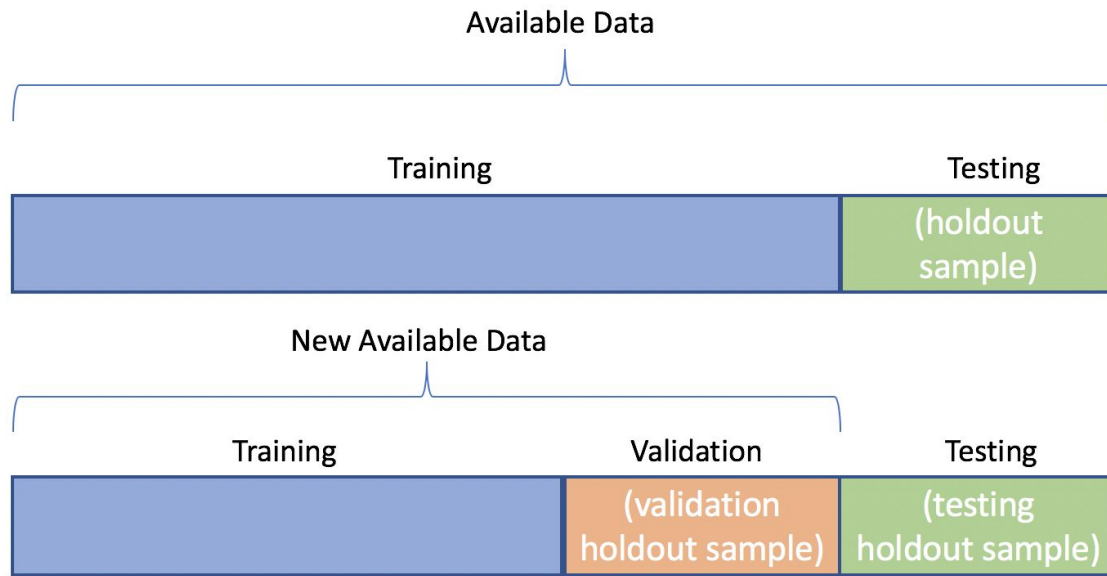 Available Data
Training
Testing
(holdout
sample)
New Available Data
Training
Validation
Testing
(validation
holdout sample)
(testing
holdout sample)